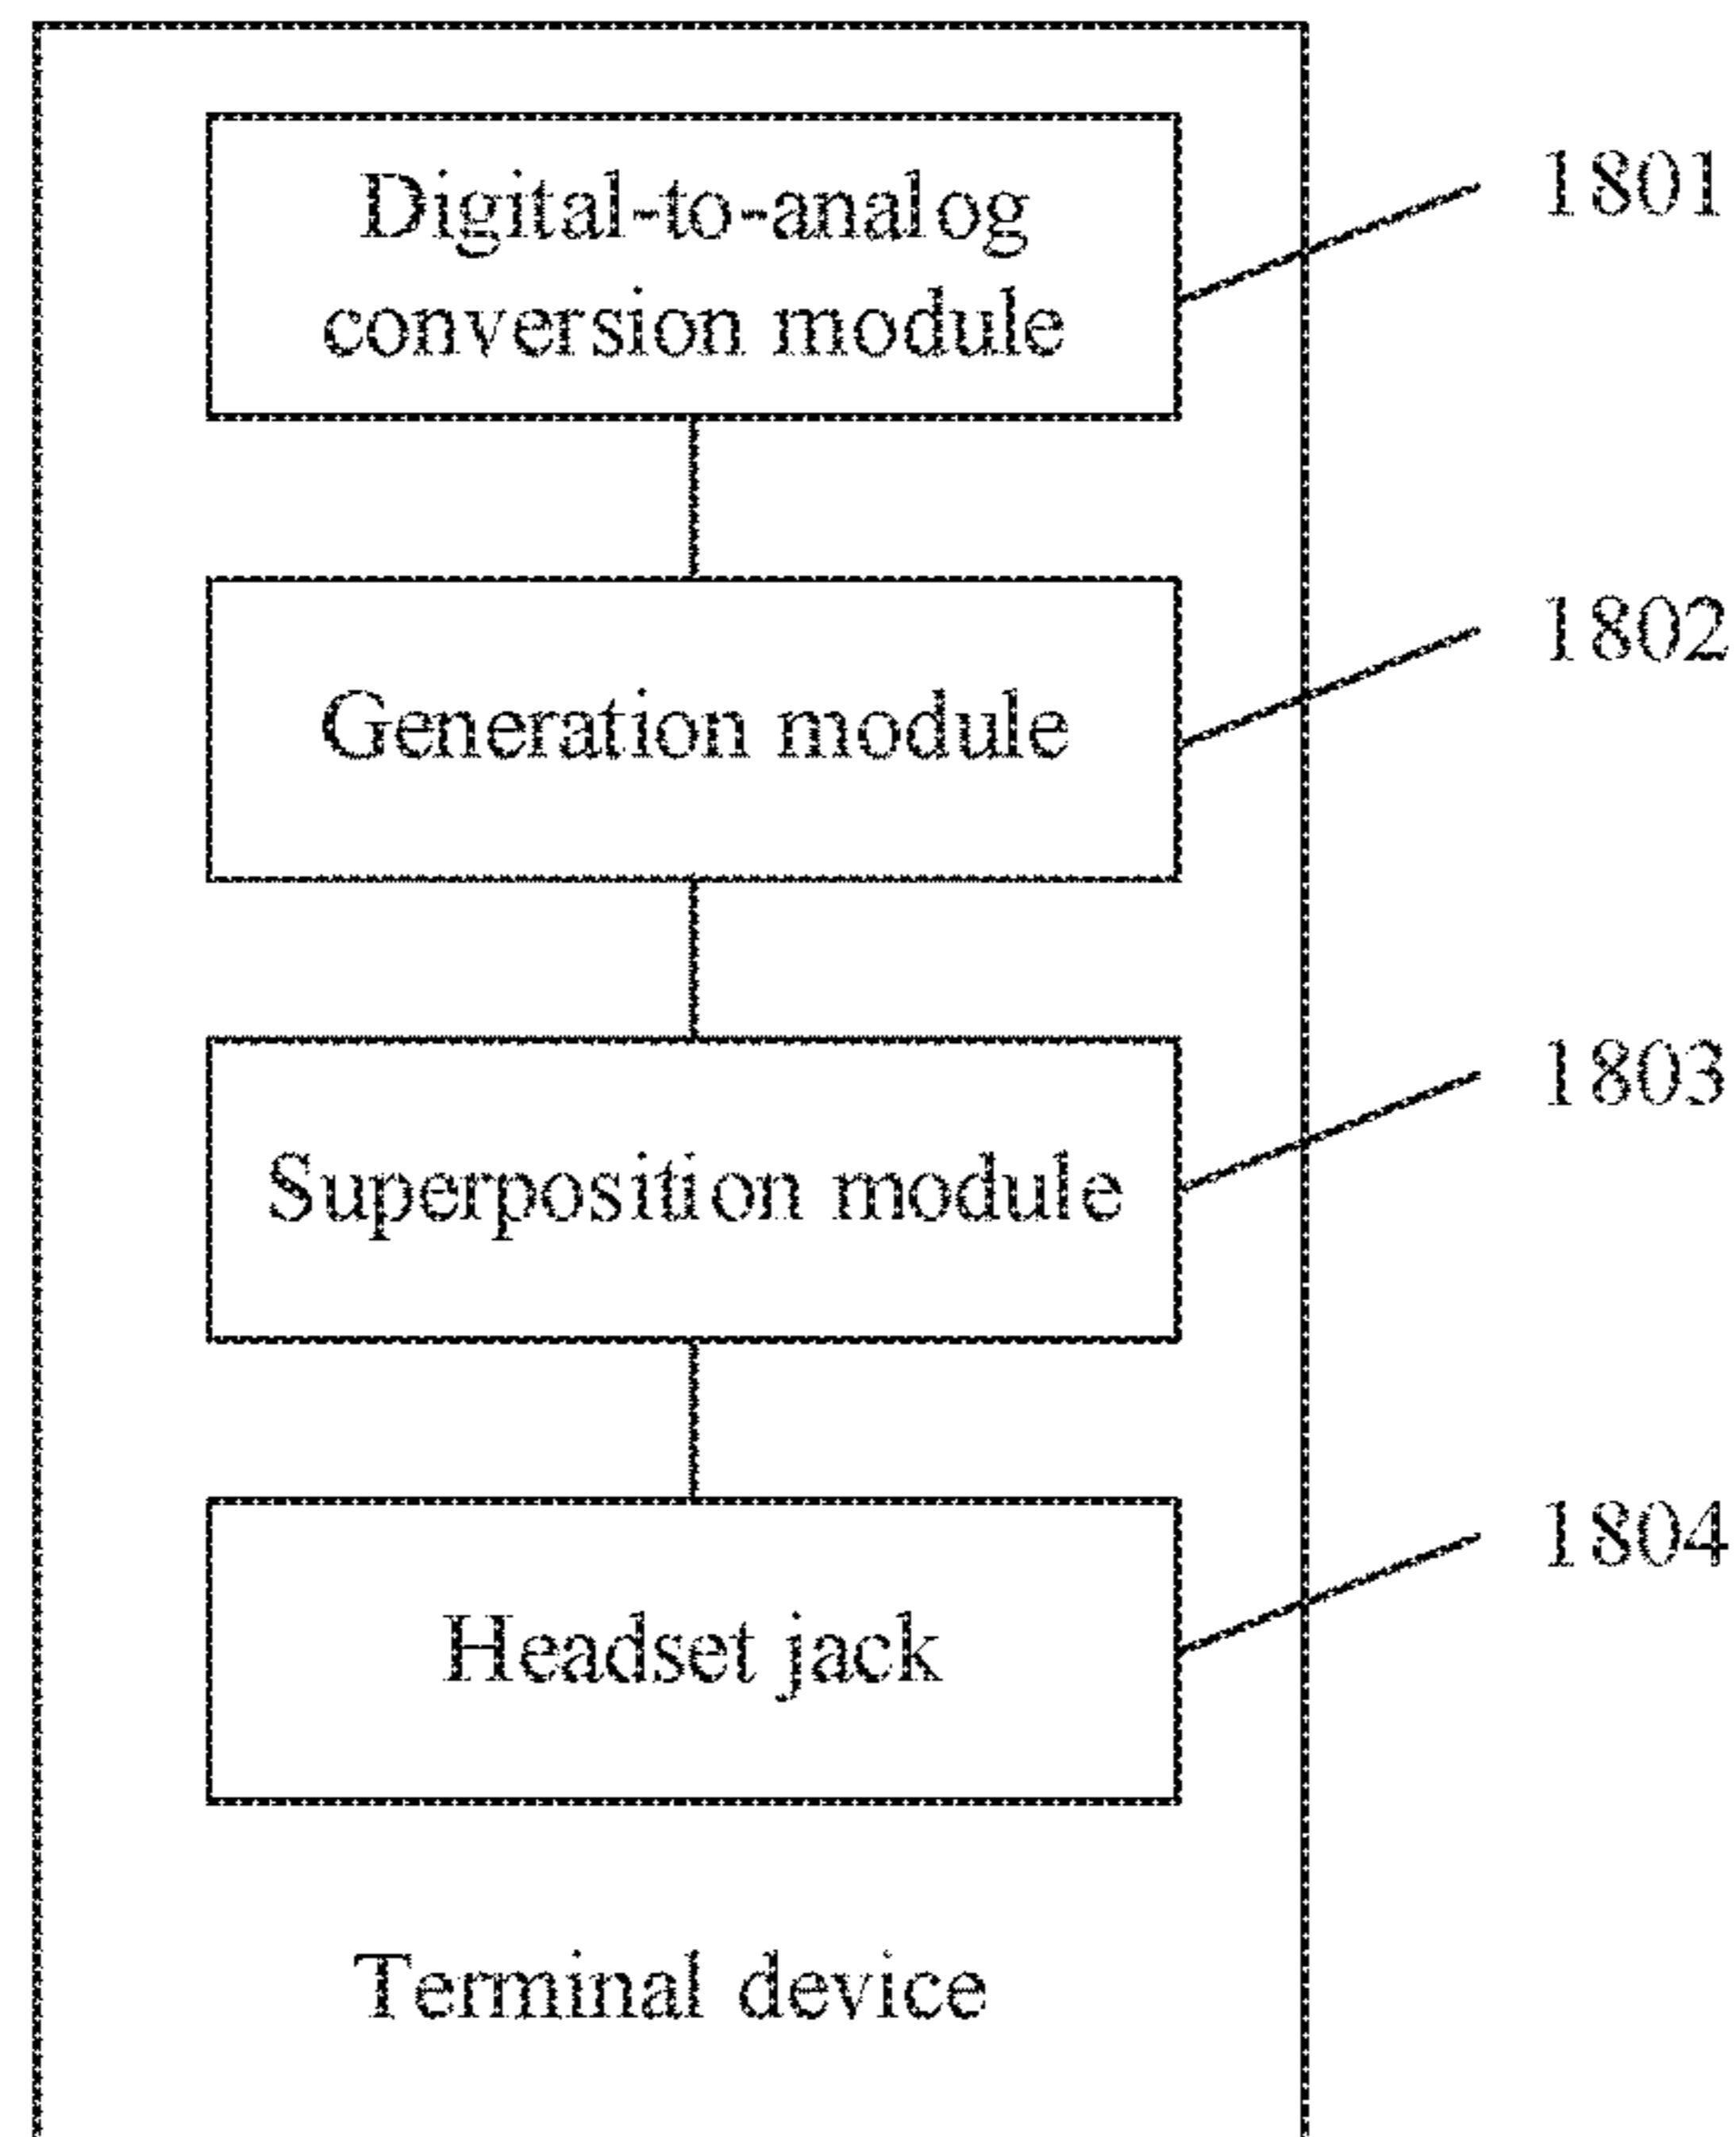 Digital-to-analog
conversion module
1801
Generation module
1802
Superposition module
1803
Headset jack
1804
Terminal device